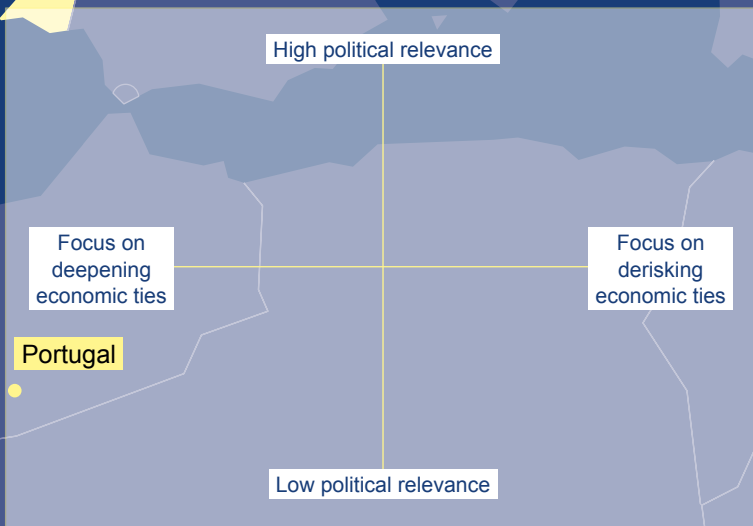 High political relevance
Focus on
deepening
economic ties
Focus on
derisking
economic ties
Portugal
Low political relevance